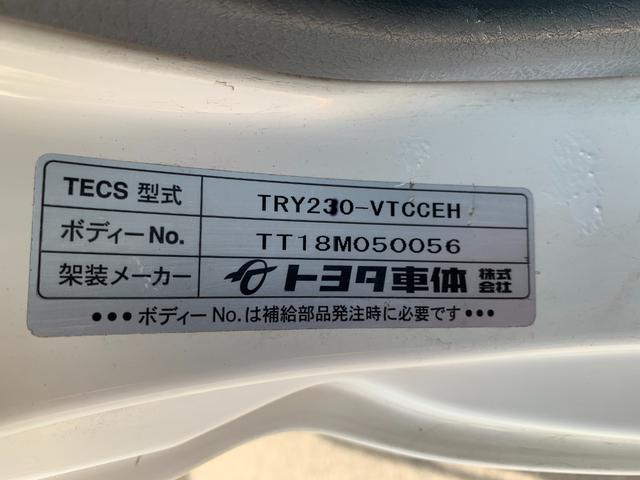 TECS 型式 TRY230-VTCCEH
ボディーNo. TT18M050056
架装メーカー トヨタ車体 株式会社
•••ボディーNo.は補給部品発注時に必要です•••